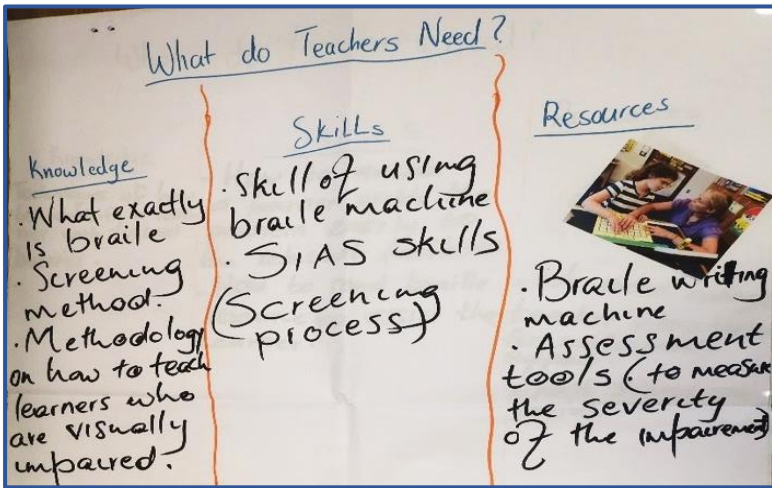 What do Teachers Need?
Knowledge
. What exactly
is braile
. Screening
method.
. Methodology
on how to teach
learners who
are visually
impaired.
Skills
. Skill of using
braile machine
. SIAS skills
(Screening
process)
Resources
. Braile writing
machine
. Assessment
tools (to measure
the severity
of the impairement)